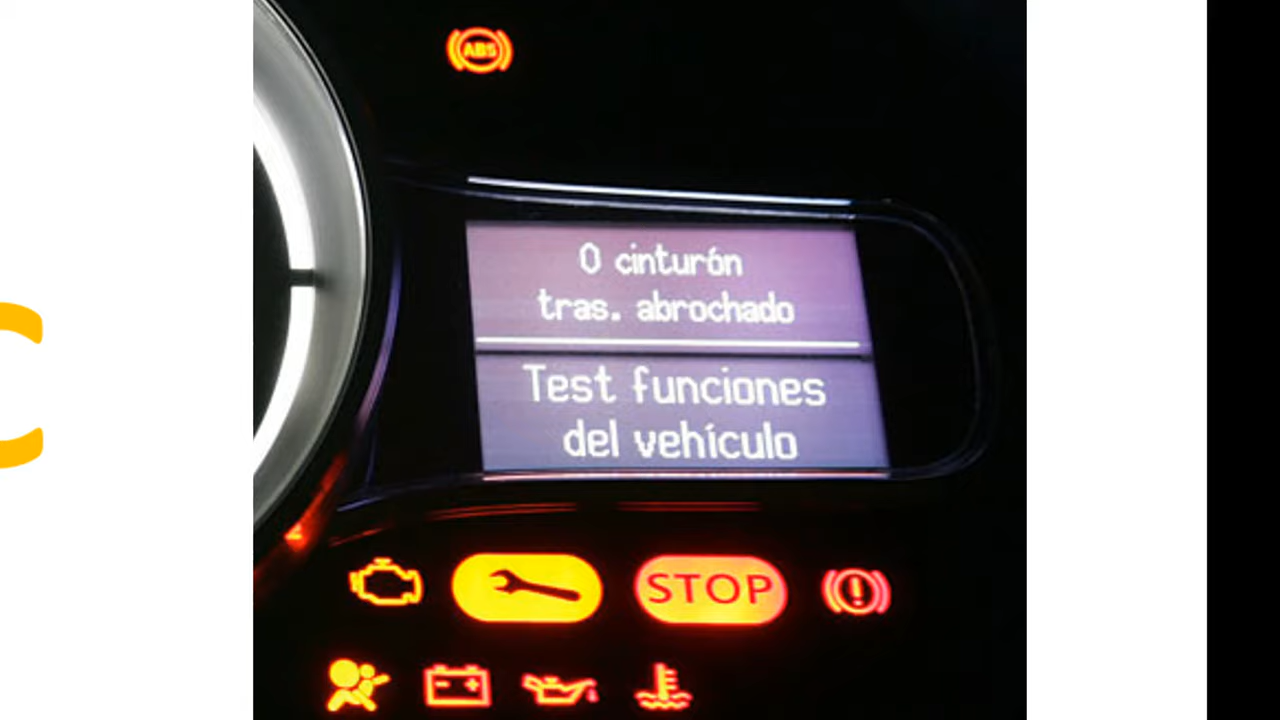 ABS
0 cinturón
tras. abrochado
Test funciones
del vehículo
STOP